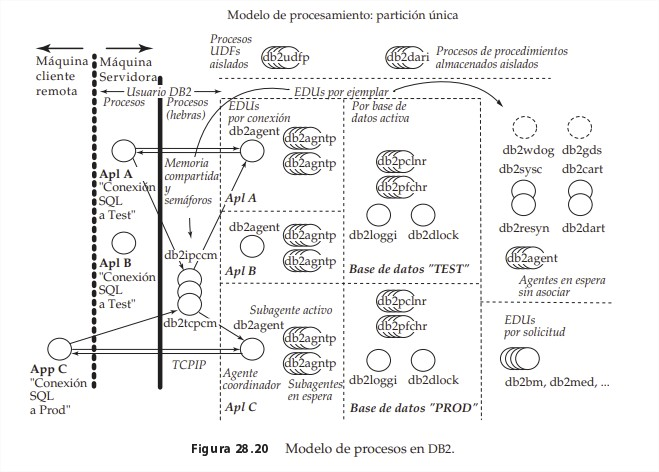 Modelo de procesamiento: partición única
Máquina
cliente
remota
Máquina
Servidora
Procesos
UDFs
aislados
db2udfp
db2dari
Procesos de procedimientos
almacenados aislados
Usuario DB2
Procesos
Procesos
(hebras)
EDUs por ejemplar
EDUs
por conexión
db2agent
db2agntp
db2agntp
Por base de
datos activa
db2pclnr
db2pfchr
db2loggi
db2dlock
Base de datos "TEST"
db2wdog
db2gds
db2sysc
db2cart
db2resyn
db2dart
db2agent
Agentes en espera
sin asociar
Apl A
"Conexión
SQL
a Test"
Memoria
compartida
y
semáforos
Apl A
db2agent
db2agntp
db2agntp
Apl B
Apl B
"Conexión
SQL
a Test"
db2ipccm
db2tcpcm
Subagente activo
db2agent
db2agntp
db2agntp
Agente
coordinador
Subagentes
en espera
Apl C
TCPIP
App C
"Conexión
SQL
a Prod"
db2pclnr
db2pfchr
db2loggi
db2dlock
Base de datos "PROD"
EDUs
por solicitud
db2bm, db2med, ...
Figura 28.20 Modelo de procesos en DB2.